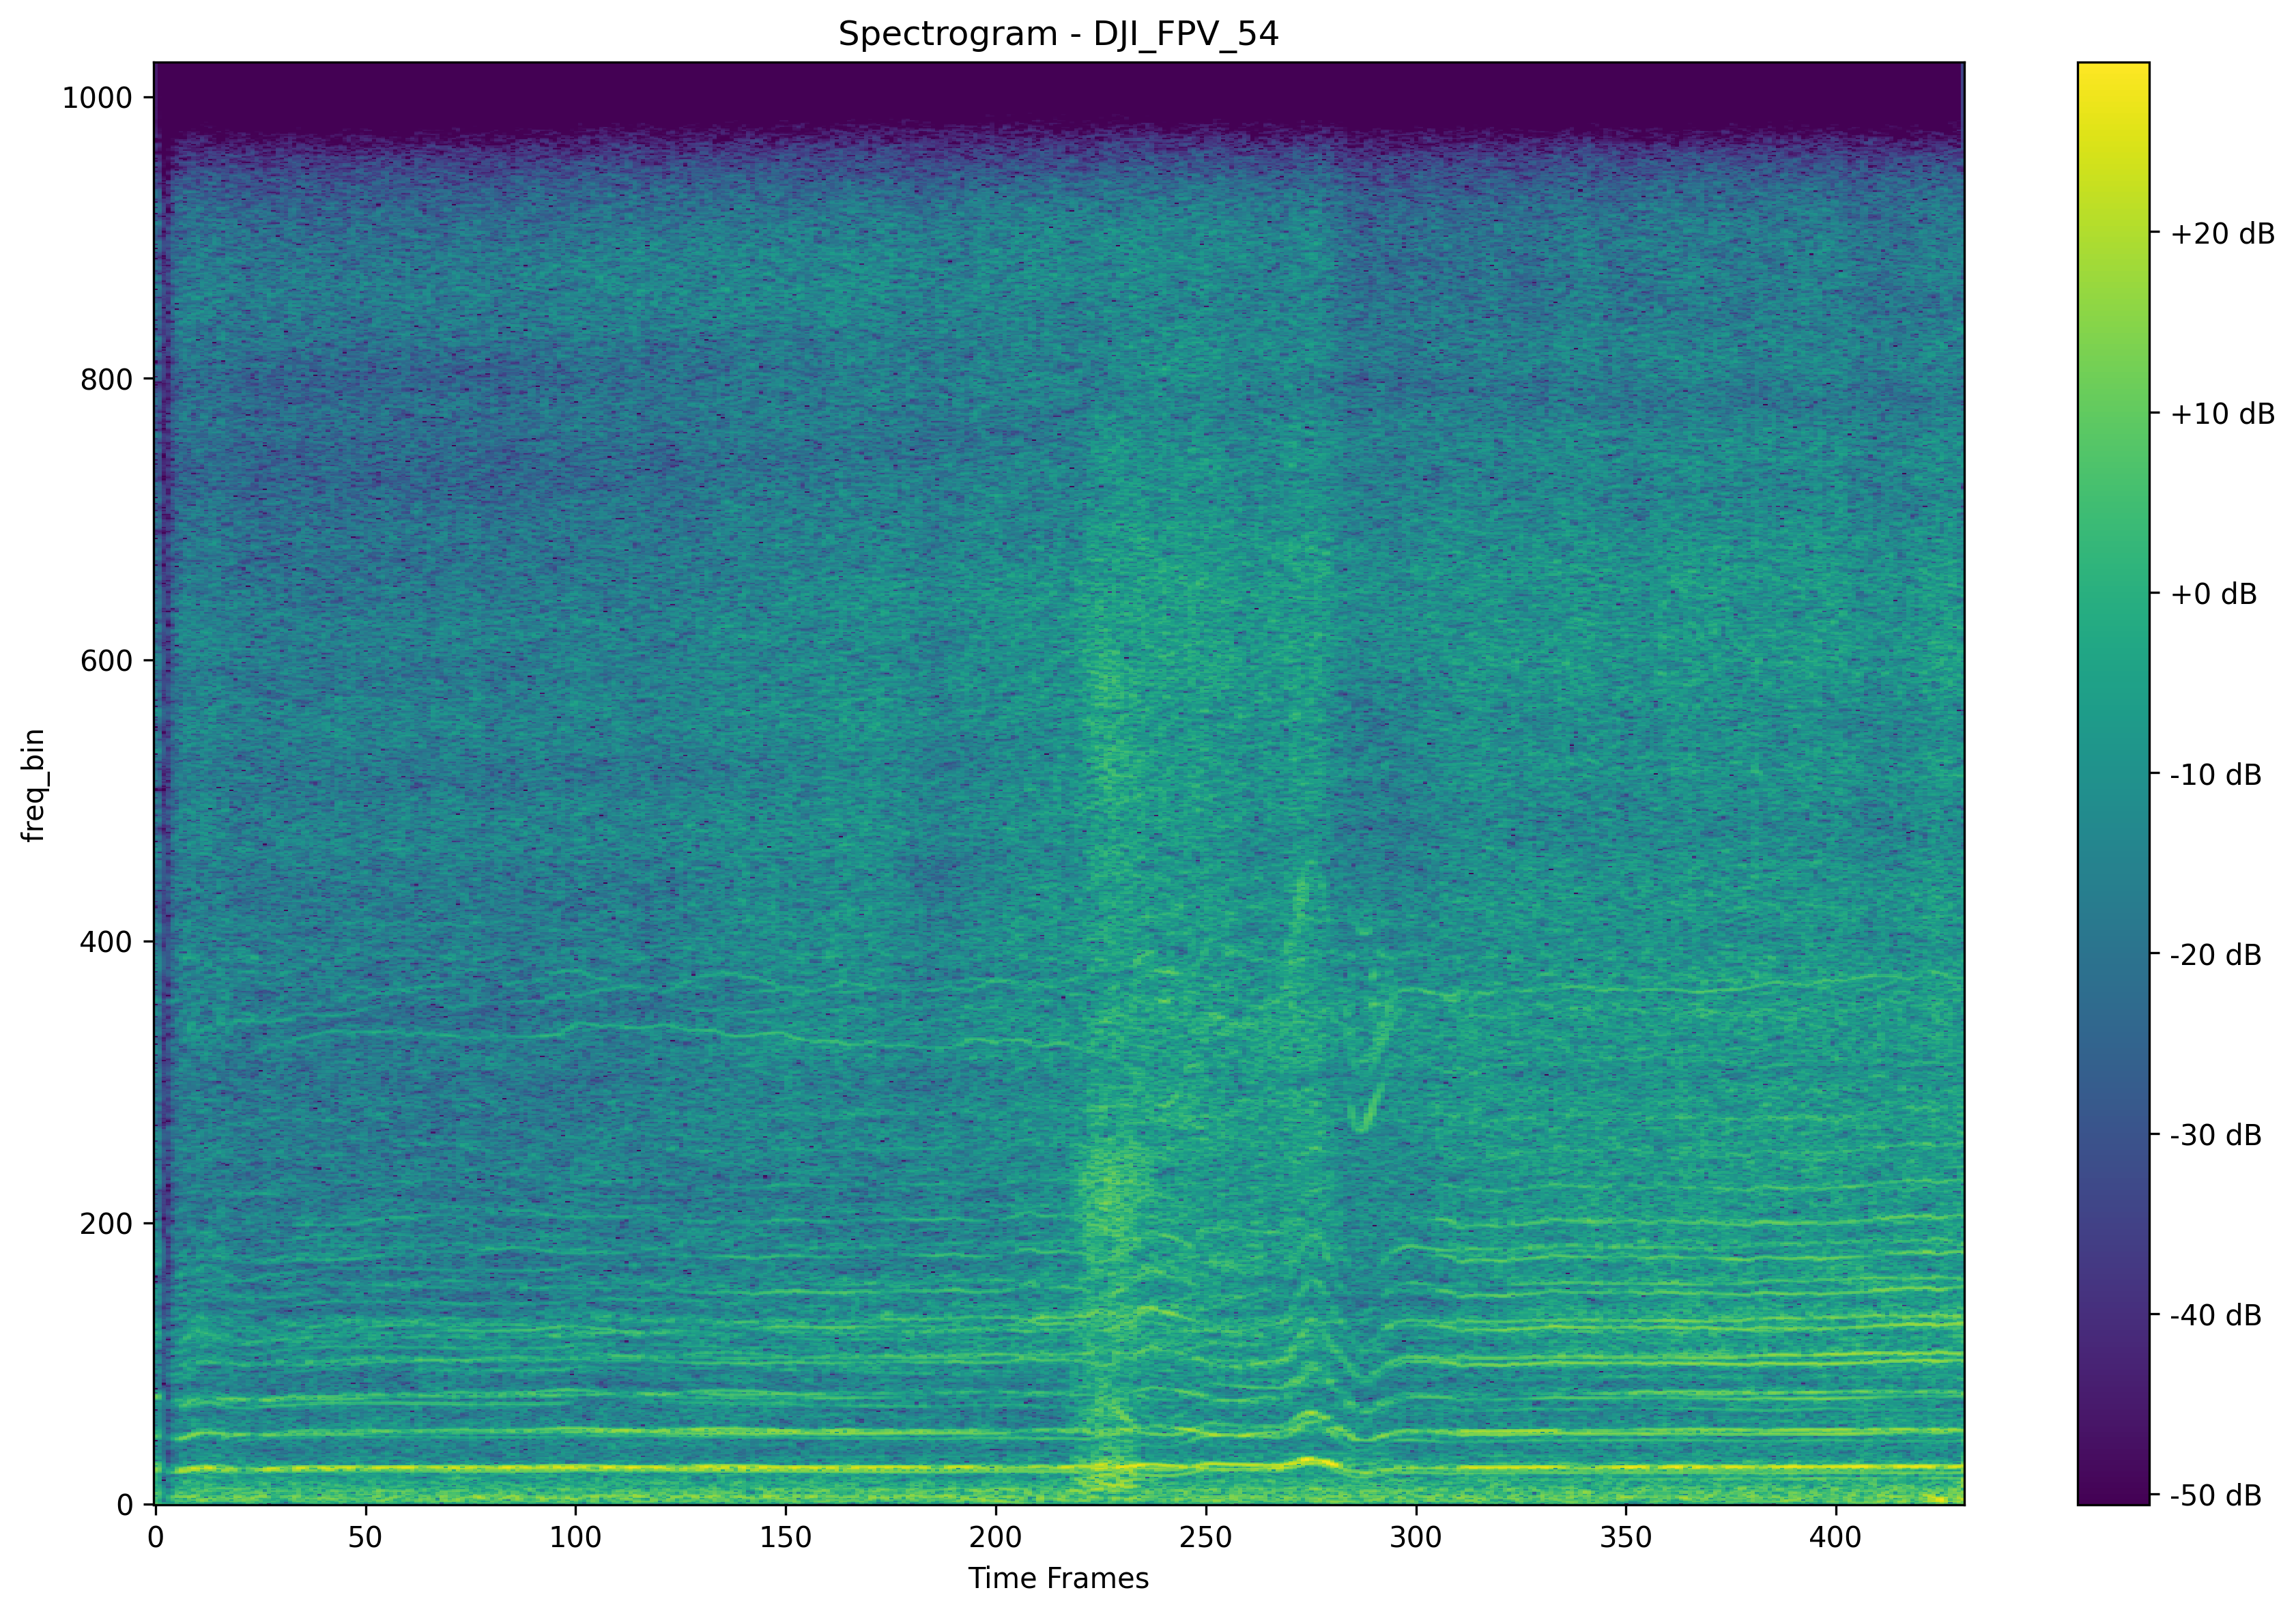 Spectrogram - DJI_FPV_54
freq_bin
1000
800
600
400
200
0
0 50 100 150 200 250 300 350 400
Time Frames
+20 dB
+10 dB
+0 dB
-10 dB
-20 dB
-30 dB
-40 dB
-50 dB